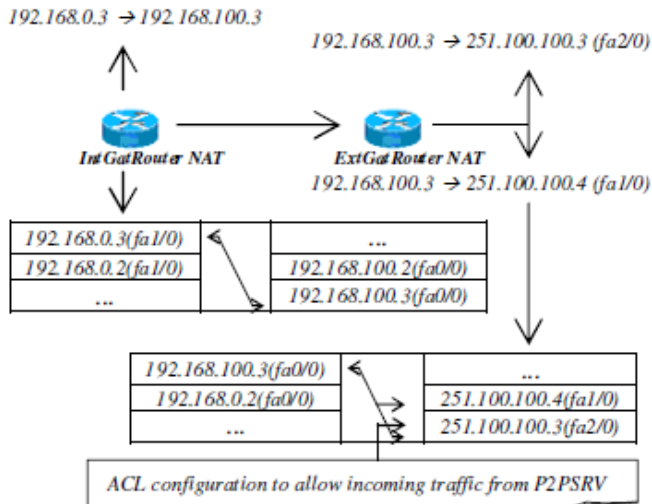 192.168.0.3 → 192.168.100.3
192.168.100.3 → 251.100.100.3 (fa2/0)
IntGatRouter NAT
ExtGatRouter NAT
192.168.100.3 → 251.100.100.4 (fa1/0)
192.168.0.3(fa1/0)
...
192.168.0.2(fa1/0)
192.168.100.2(fa0/0)
...
192.168.100.3(fa0/0)
192.168.100.3(fa0/0)
...
192.168.0.2(fa0/0)
251.100.100.4(fa1/0)
...
251.100.100.3(fa2/0)
ACL configuration to allow incoming traffic from P2PSRV